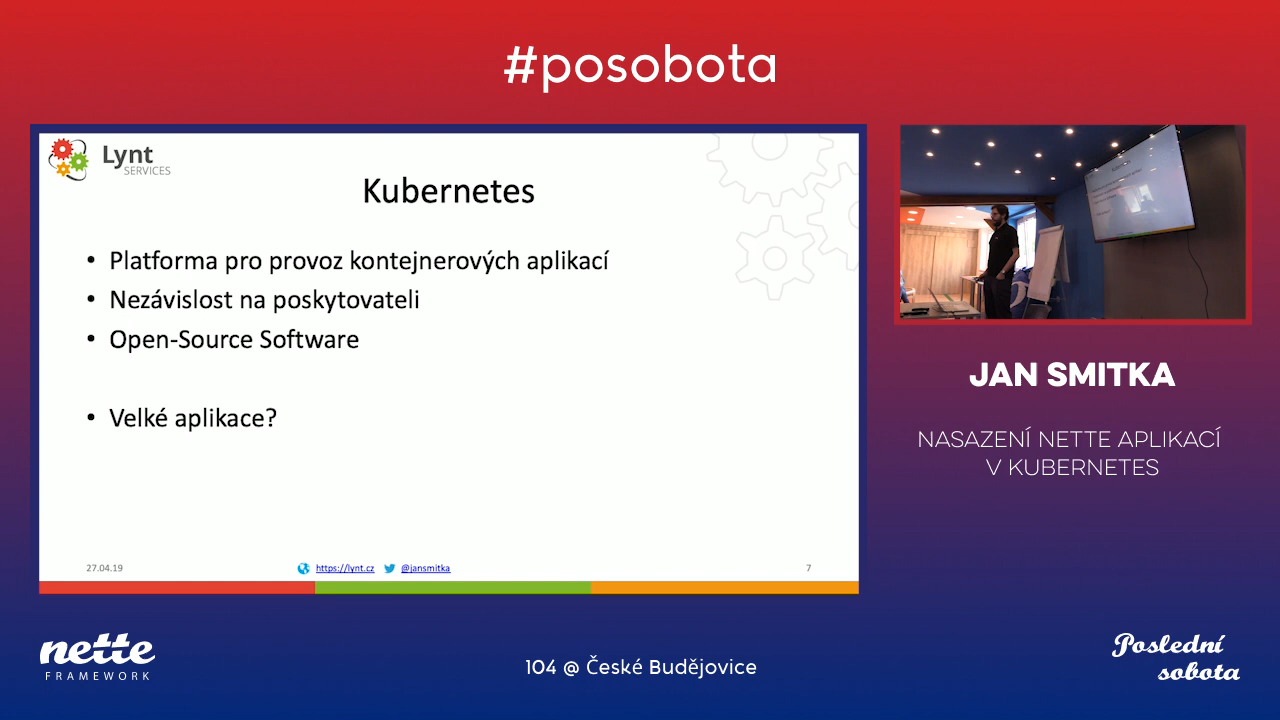 #posobota
Lynt
SERVICES
Kubernetes
• Platforma pro provoz kontejnerových aplikací
• Nezávislost na poskytovateli
• Open-Source Software
• Velké aplikace?
27.04.19
https://lynt.cz
@jansmitka
7
JAN SMITKA
NASAZENÍ NETTE APLIKACÍ
V KUBERNETES
nette
FRAMEWORK
104 @ České Budějovice
Poslední
sobota